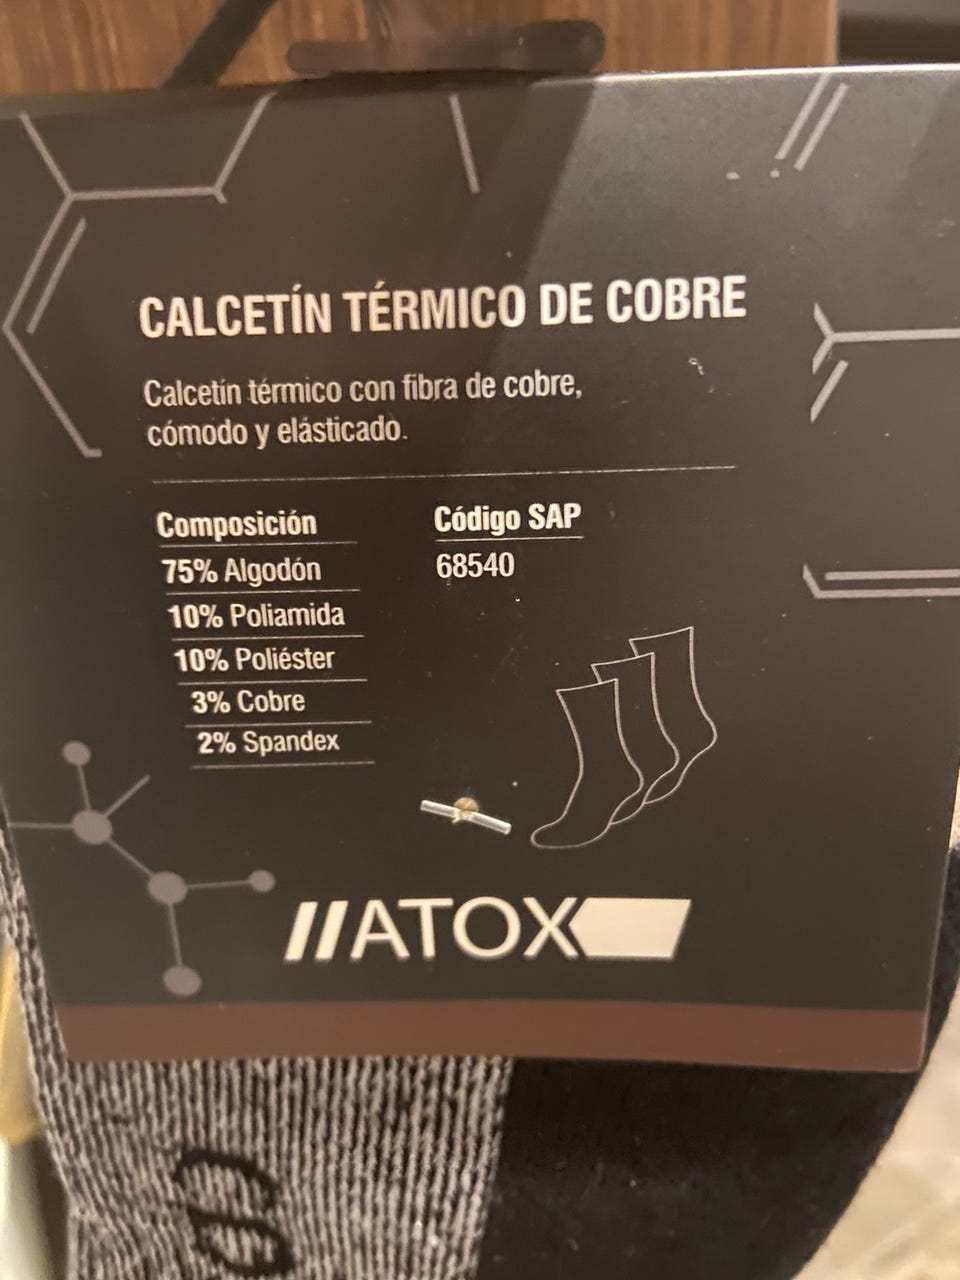 CALCETÍN TÉRMICO DE COBRE
Calcetín térmico con fibra de cobre,
cómodo y elásticado.
Composición
75% Algodón
10% Poliamida
10% Poliéster
3% Cobre
2% Spandex
Código SAP
68540
//ATOX